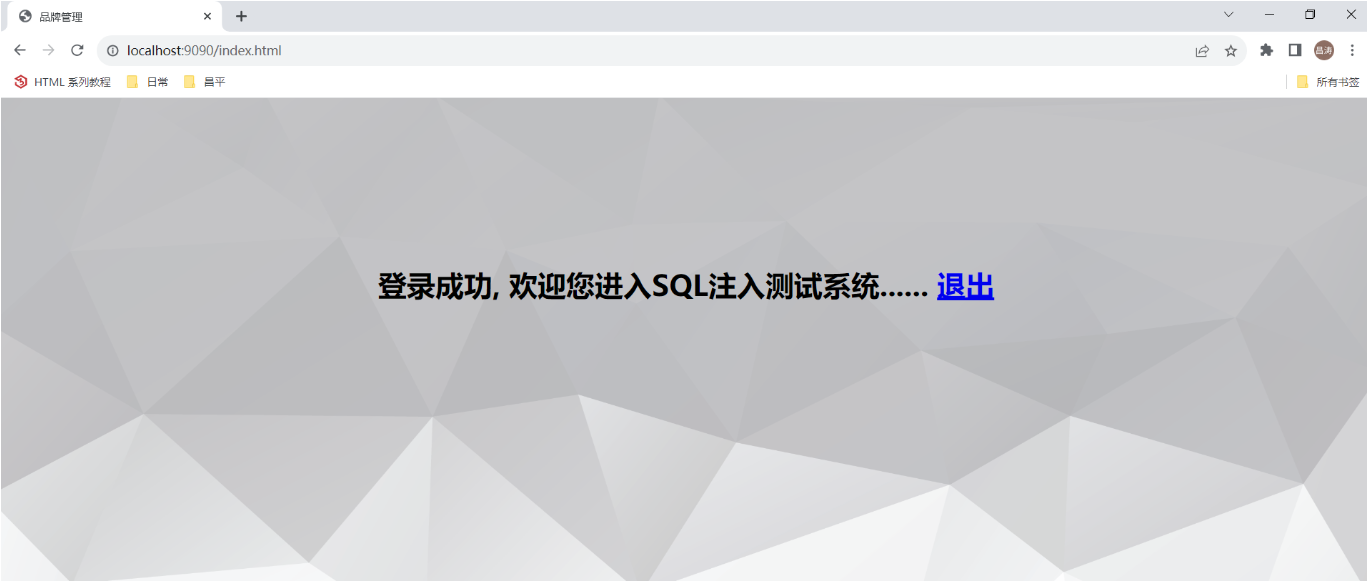 品牌管理
localhost:9090/index.html
昌涛
HTML 系列教程 日常 昌平 所有书签
登录成功, 欢迎您进入SQL注入测试系统...... 退出